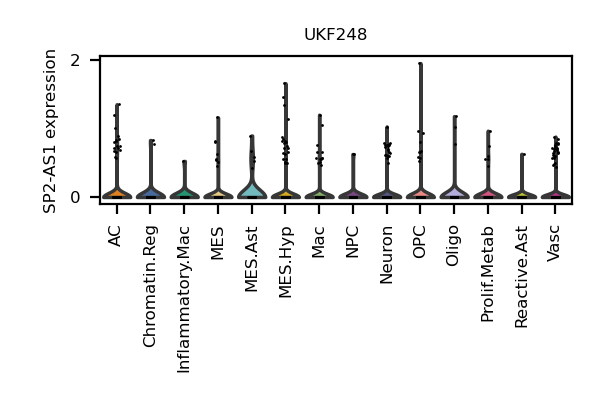 UKF248
SP2-AS1 expression
2
0
AC
Chromatin.Reg
Inflammatory.Mac
MES
MES.Ast
MES.Hyp
Mac
NPC
Neuron
OPC
Oligo
Prolif.Metab
Reactive.Ast
Vasc